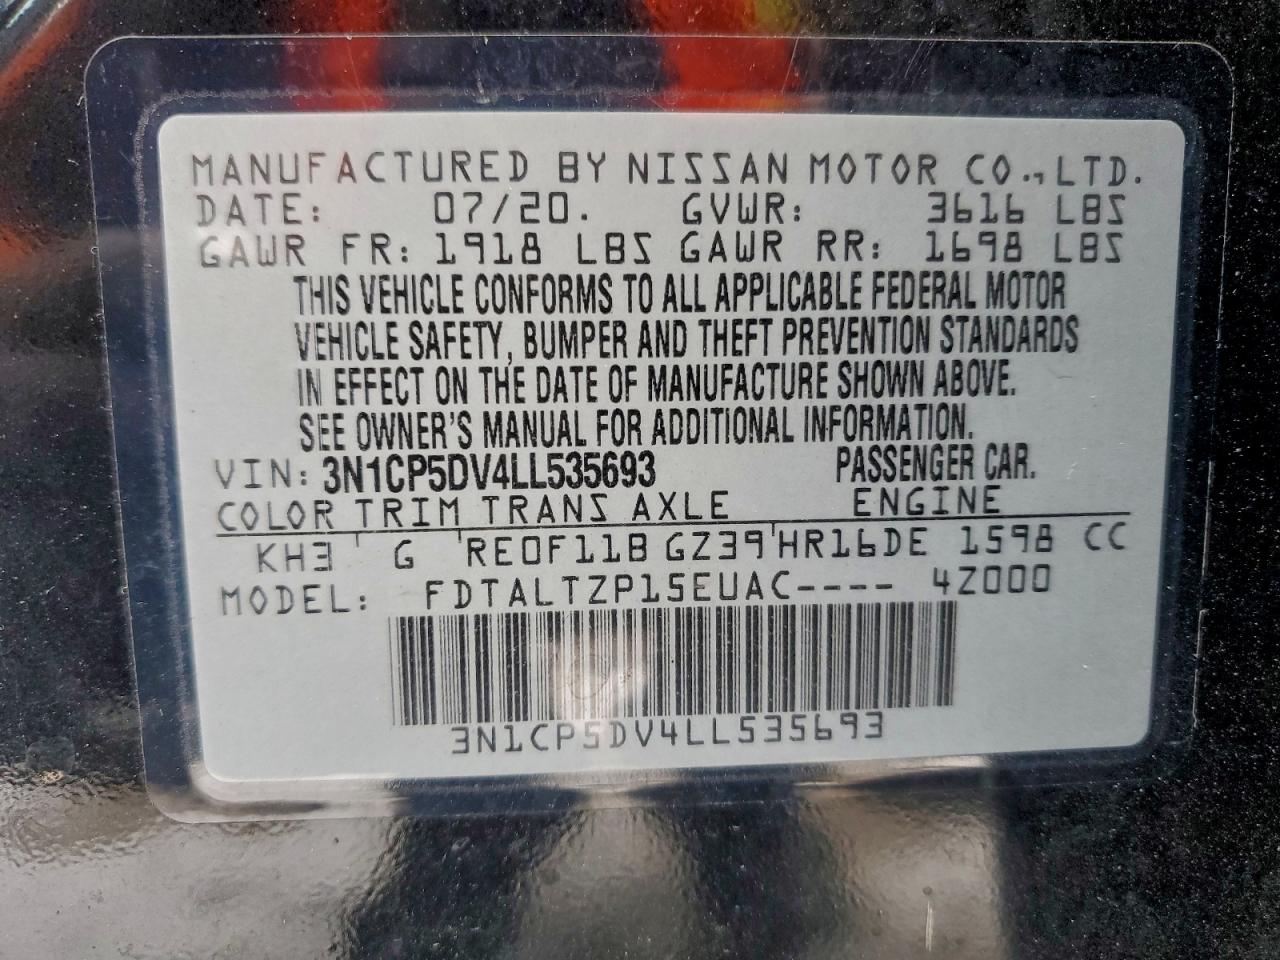 MANUFACTURED BY NISSAN MOTOR CO., LTD.
DATE: 07/20. GVWR: 3616 LBS
GAWR FR: 1918 LBS GAWR RR: 1698 LBS
THIS VEHICLE CONFORMS TO ALL APPLICABLE FEDERAL MOTOR
VEHICLE SAFETY, BUMPER AND THEFT PREVENTION STANDARDS
IN EFFECT ON THE DATE OF MANUFACTURE SHOWN ABOVE.
SEE OWNER'S MANUAL FOR ADDITIONAL INFORMATION.
VIN: 3N1CP5DV4LL535693 PASSENGER CAR.
COLOR TRIM TRANS AXLE ENGINE
KH3 G RE0F11B GZ39 HR16DE 1598 CC
MODEL: FDTALTZP15EUAC---- 4Z000
3N1CP5DV4LL535693